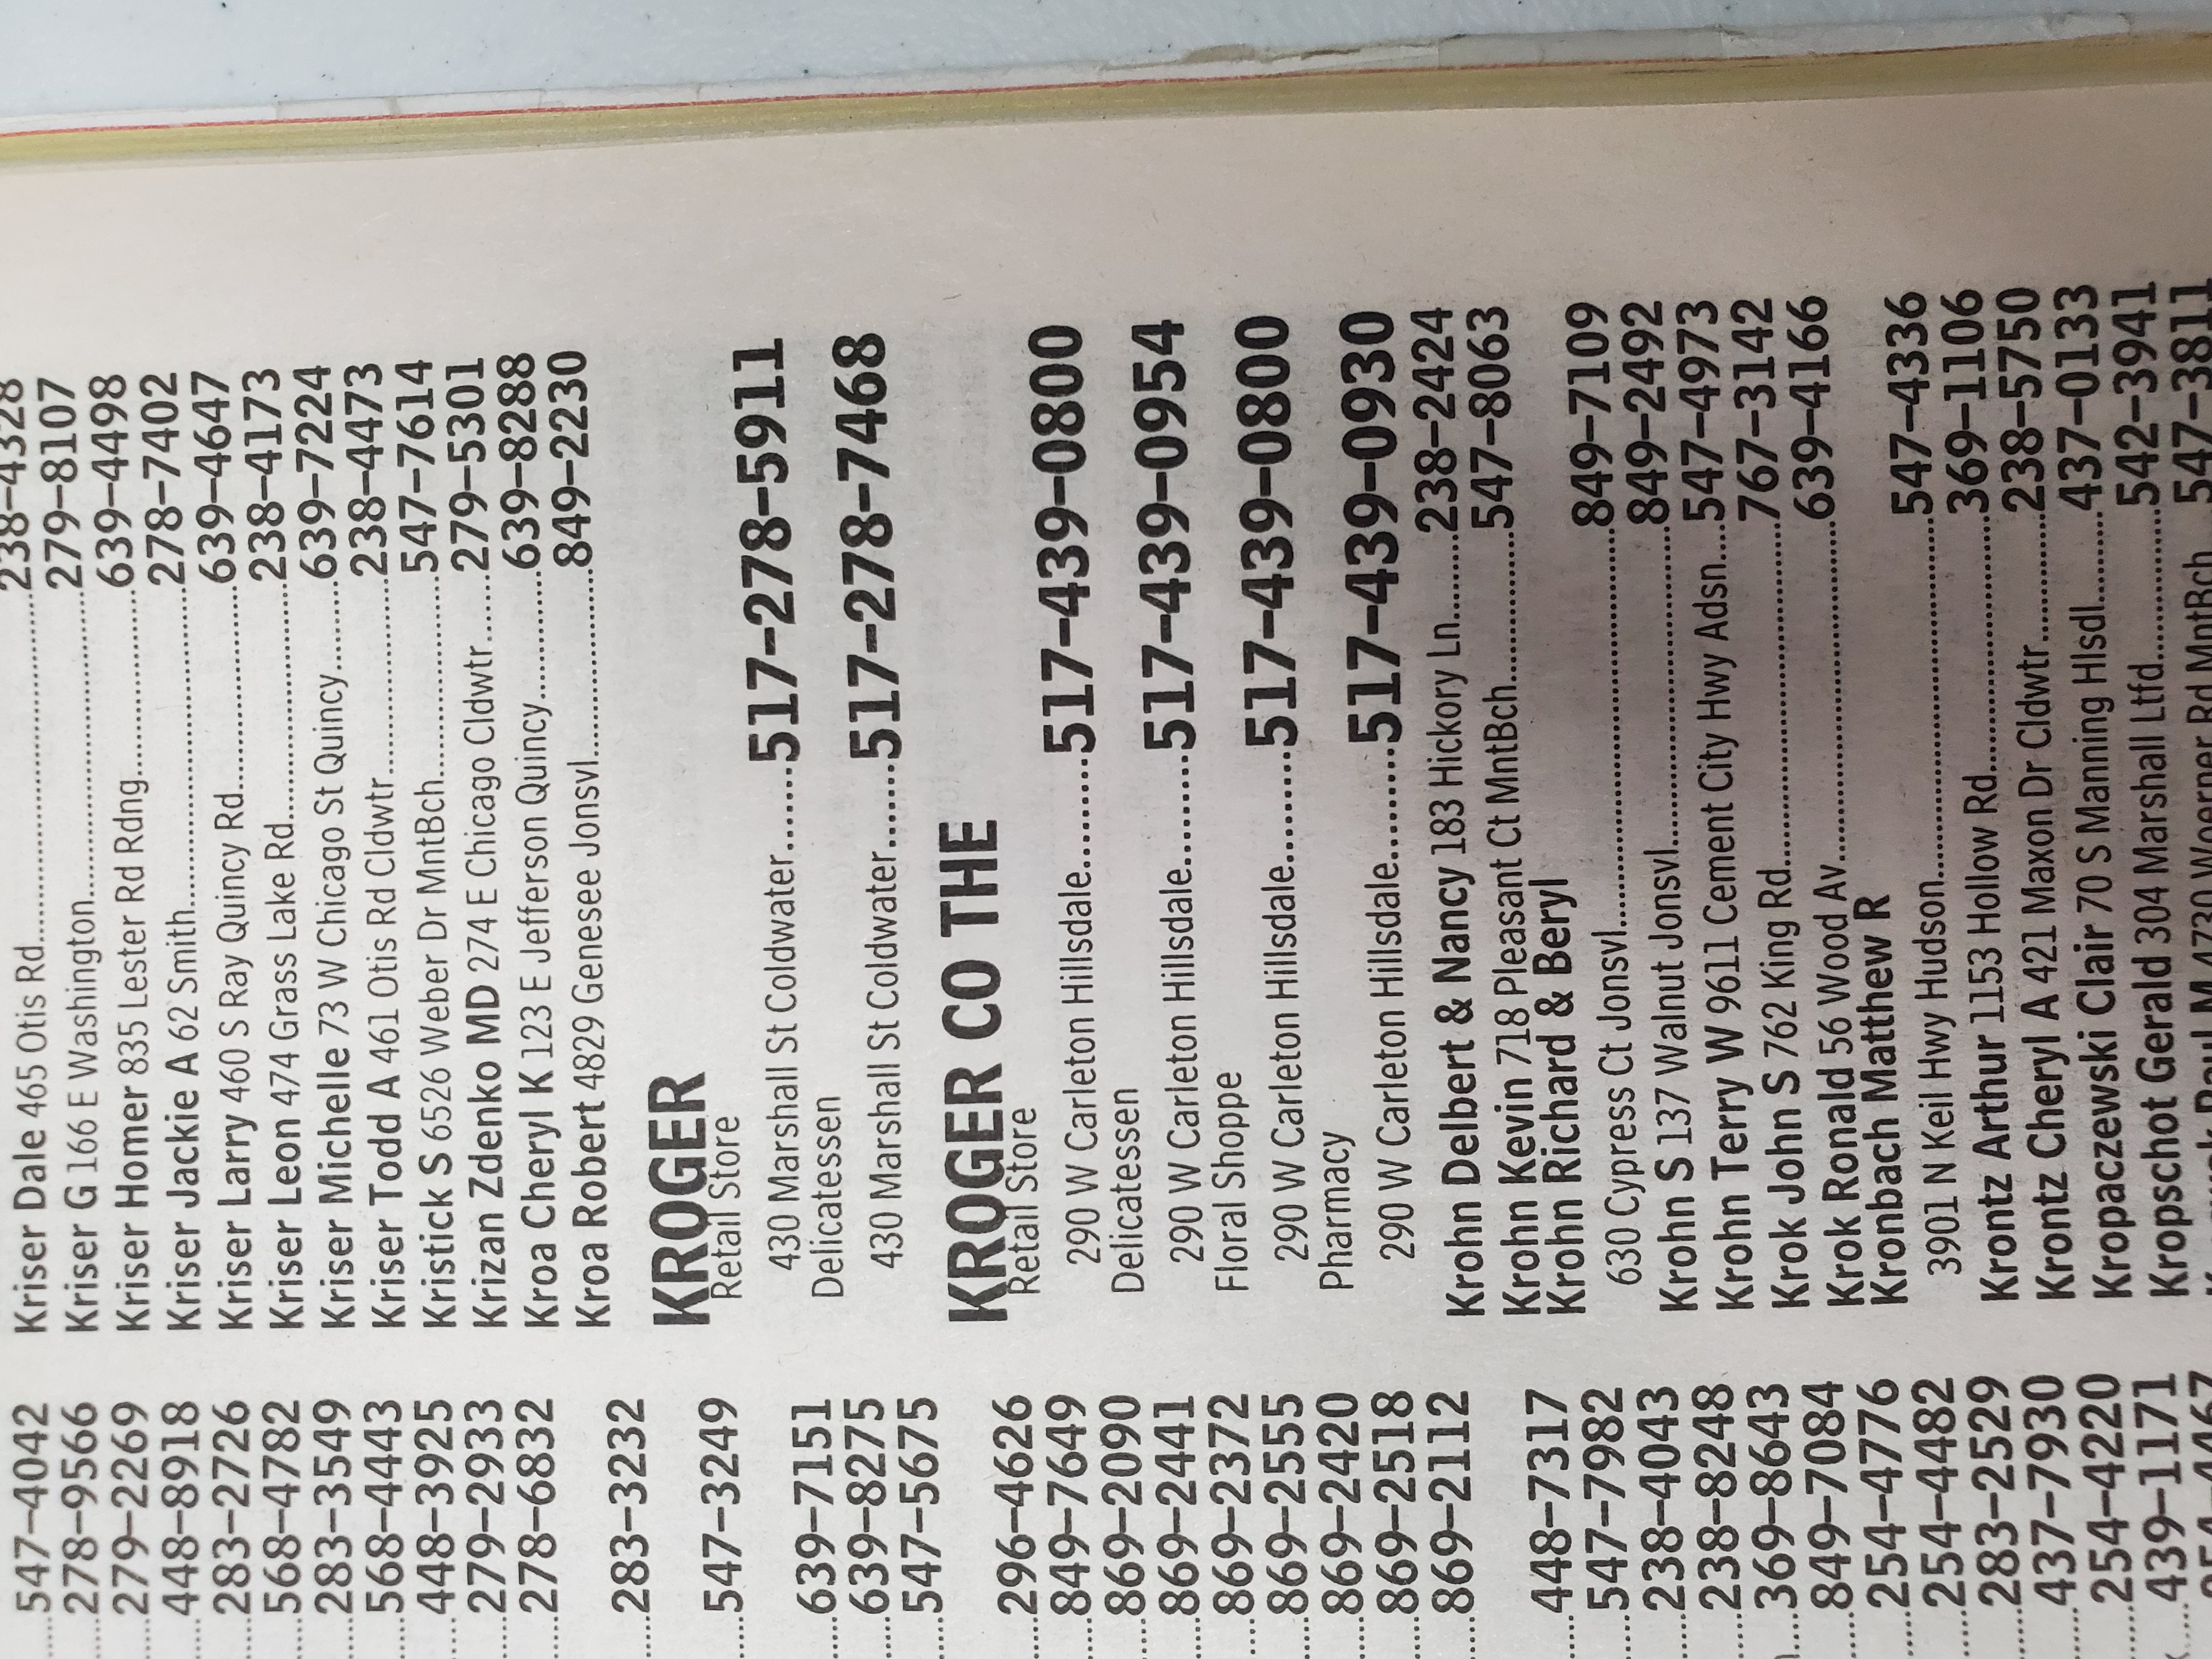 .....547–4042
.....278–9566
.....279–2269
.....448–8918
.....283–2726
.....568–4782
.....283–3549
.....568–4443
.....448–3925
.....279–2933
.....278–6832
.....283–3232
.....547–3249
.....639–7151
.....639–8275
.....547–5675
.....296–4626
.....849–7649
.....869–2090
.....869–2441
.....869–2372
.....869–2555
.....869–2420
.....869–2518
.....869–2112
.....448–7317
.....547–7982
.....238–4043
.....238–8248
.....369–8643
.....849–7084
.....254–4776
.....254–4482
.....283–2529
.....437–7930
.....254–4220
.....439–1171
Kriser Dale 465 Otis Rd..........238–4328
Kriser G 166 E Washington..........279–8107
Kriser Homer 835 Lester Rd Rdng..........639–4498
Kriser Jackie A 62 Smith..........278–7402
Kriser Larry 460 S Ray Quincy Rd..........639–4647
Kriser Leon 474 Grass Lake Rd..........238–4173
Kriser Michelle 73 W Chicago St Quincy..........639–7224
Kriser Todd A 461 Otis Rd Cldwtr..........238–4473
Kristick S 6526 Weber Dr MntBch..........547–7614
Krizan Zdenko MD 274 E Chicago Cldwtr......279–5301
Kroa Cheryl K 123 E Jefferson Quincy..........639–8288
Kroa Robert 4829 Genesee Jonsvl..........849–2230
KROGER
Retail Store
430 Marshall St Coldwater......517–278–5911
Delicatessen
430 Marshall St Coldwater......517–278–7468
KROGER CO THE
Retail Store
290 W Carleton Hillsdale........517–439–0800
Delicatessen
290 W Carleton Hillsdale........517–439–0954
Floral Shoppe
290 W Carleton Hillsdale........517–439–0800
Pharmacy
290 W Carleton Hillsdale........517–439–0930
Krohn Delbert & Nancy 183 Hickory Ln........238–2424
Krohn Kevin 718 Pleasant Ct MntBch..........547–8063
Krohn Richard & Beryl
630 Cypress Ct Jonsvl..........849–7109
Krohn S 137 Walnut Jonsvl..........849–2492
Krohn Terry W 9611 Cement City Hwy Adsn....547–4973
Krok John S 762 King Rd..........767–3142
Krok Ronald 56 Wood Av..........639–4166
Kronbach Matthew R
3901 N Keil Hwy Hudson..........547–4336
Krontz Arthur 1153 Hollow Rd..........369–1106
Krontz Cheryl A 421 Maxon Dr Cldwtr..........238–5750
Kropaczewski Clair 70 S Manning Hlsdl........437–0133
Kropschot Gerald 304 Marshall Ltfd..........542–3941
Paul M 4730 Woerner Rd MntBch 547–3811